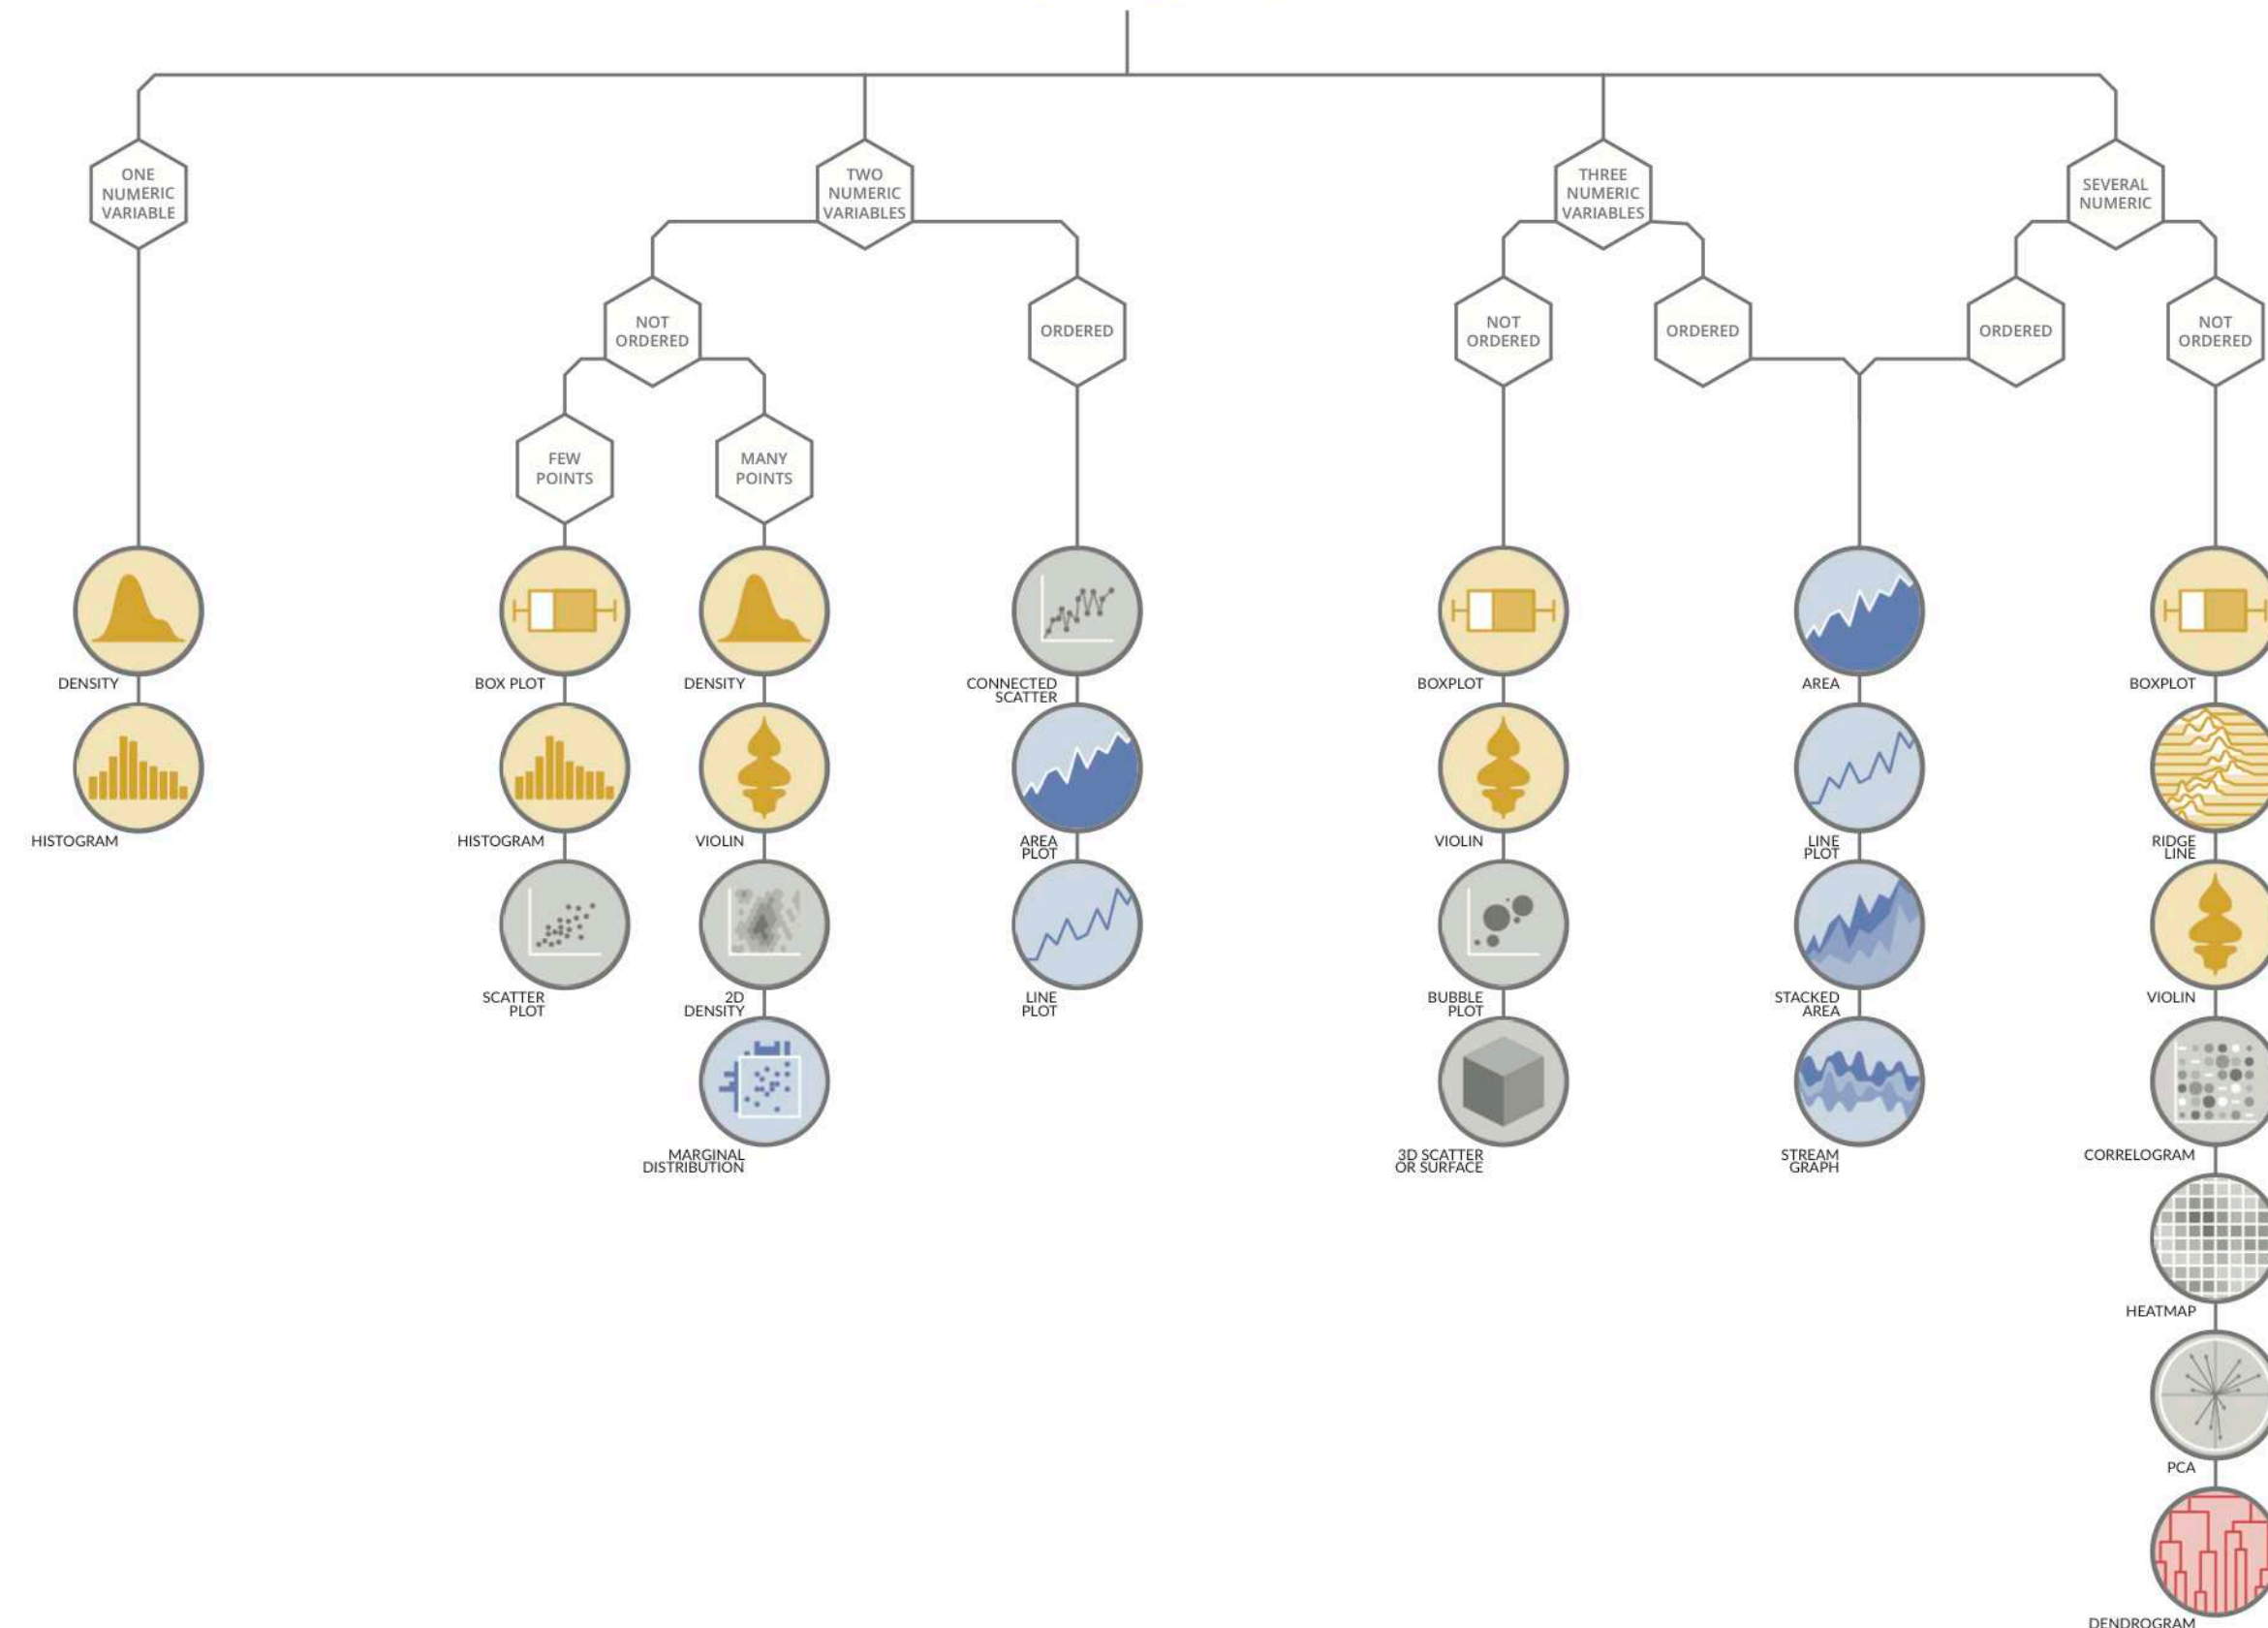 ONE
NUMERIC
VARIABLE
TWO
NUMERIC
VARIABLES
THREE
NUMERIC
VARIABLES
SEVERAL
NUMERIC
NOT
ORDERED
ORDERED
NOT
ORDERED
ORDERED
ORDERED
NOT
ORDERED
FEW
POINTS
MANY
POINTS
DENSITY
BOX PLOT
DENSITY
CONNECTED
SCATTER
BOXPLOT
AREA
BOXPLOT
HISTOGRAM
HISTOGRAM
VIOLIN
AREA
PLOT
VIOLIN
LINE
PLOT
RIDGE
LINE
SCATTER
PLOT
2D
DENSITY
LINE
PLOT
BUBBLE
PLOT
STACKED
AREA
VIOLIN
MARGINAL
DISTRIBUTION
3D SCATTER
OR SURFACE
STREAM
GRAPH
CORRELOGRAM
HEATMAP
PCA
DENDROGRAM